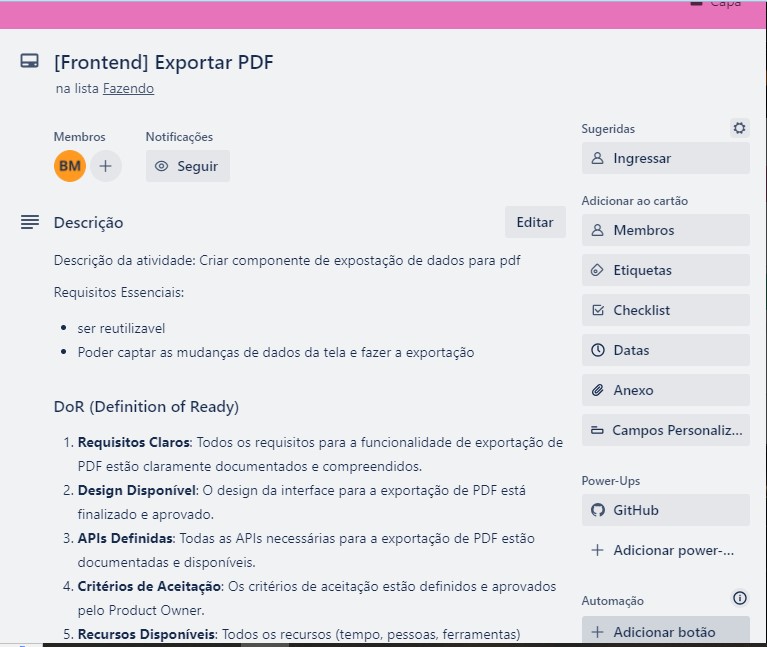 Capa
[Frontend] Exportar PDF
na lista Fazendo
Membros
Notificações
BM
Seguir
Descrição
Editar
Descrição da atividade: Criar componente de expostação de dados para pdf
Requisitos Essenciais:
• ser reutilizavel
• Poder captar as mudanças de dados da tela e fazer a exportação
DoR (Definition of Ready)
1. Requisitos Claros: Todos os requisitos para a funcionalidade de exportação de
PDF estão claramente documentados e compreendidos.
2. Design Disponível: O design da interface para a exportação de PDF está
finalizado e aprovado.
3. APIs Definidas: Todas as APIs necessárias para a exportação de PDF estão
documentadas e disponíveis.
4. Critérios de Aceitação: Os critérios de aceitação estão definidos e aprovados
pelo Product Owner.
5. Recursos Disponíveis: Todos os recursos (tempo, pessoas, ferramentas)
Sugeridas
Ingressar
Adicionar ao cartão
Membros
Etiquetas
Checklist
Datas
Anexo
Campos Personaliz...
Power-Ups
GitHub
Adicionar power-...
Automação
Adicionar botão